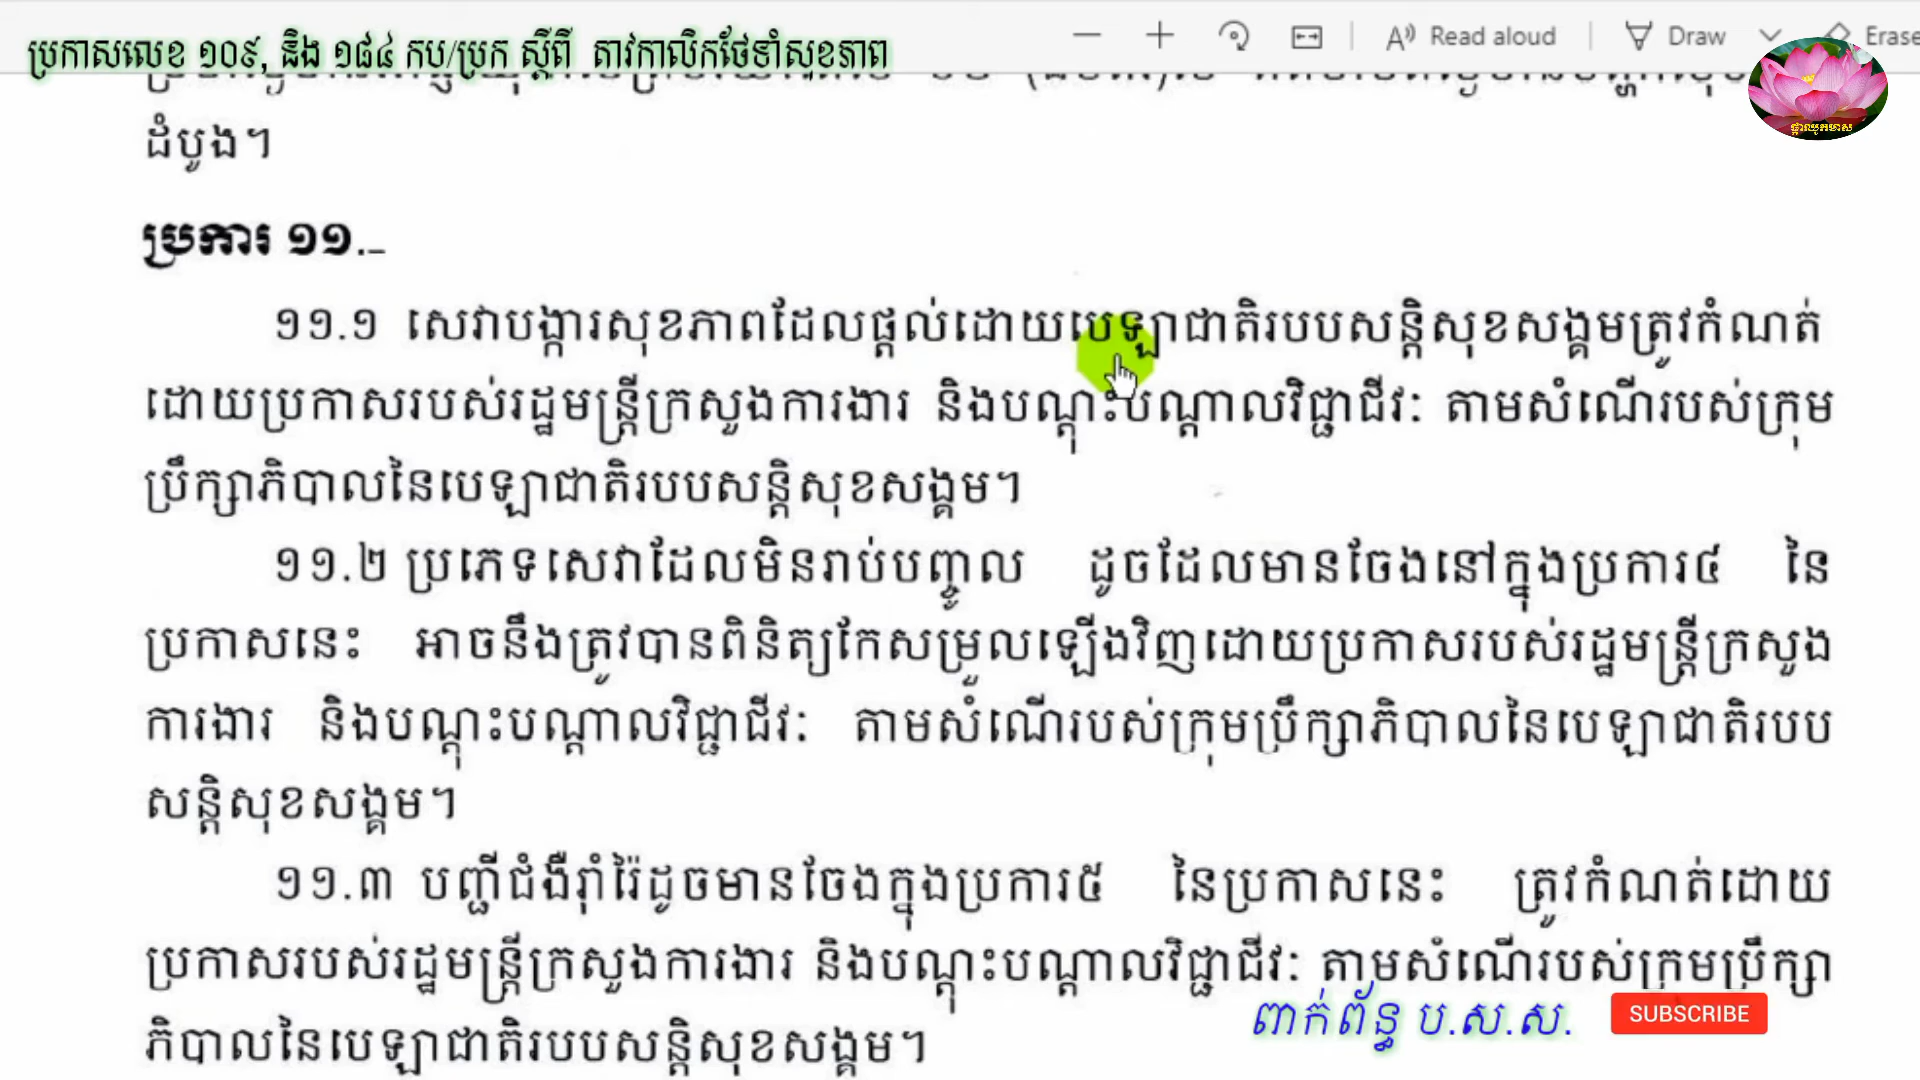 ប្រកាសលេខ ១០៩, និង ១៨៤ កប/ប្រក ស្តីពី តាវកាលិកថែទាំសុខភាព
Read aloud
Draw
Erase
ផ្កាឈូកមាស
ដំបូង។
ប្រការ ១១.-
១១.១ សេវាបង្ការសុខភាពដែលផ្តល់ដោយបេឡាជាតិរបបសន្តិសុខសង្គមត្រូវកំណត់
ដោយប្រកាសរបស់រដ្ឋមន្ត្រីក្រសួងការងារ និងបណ្តុះបណ្តាលវិជ្ជាជីវៈ តាមសំណើរបស់ក្រុម
ប្រឹក្សាភិបាលនៃបេឡាជាតិរបបសន្តិសុខសង្គម។
១១.២ ប្រភេទសេវាដែលមិនរាប់បញ្ចូល ដូចដែលមានចែងនៅក្នុងប្រការ៤ នៃ
ប្រកាសនេះ អាចនឹងត្រូវបានពិនិត្យកែសម្រួលឡើងវិញដោយប្រកាសរបស់រដ្ឋមន្ត្រីក្រសួង
ការងារ និងបណ្តុះបណ្តាលវិជ្ជាជីវៈ តាមសំណើរបស់ក្រុមប្រឹក្សាភិបាលនៃបេឡាជាតិរបប
សន្តិសុខសង្គម។
១១.៣ បញ្ជីជំងឺរ៉ាំរ៉ៃដូចមានចែងក្នុងប្រការ៥ នៃប្រកាសនេះ ត្រូវកំណត់ដោយ
ប្រកាសរបស់រដ្ឋមន្ត្រីក្រសួងការងារ និងបណ្តុះបណ្តាលវិជ្ជាជីវៈ តាមសំណើរបស់ក្រុមប្រឹក្សា
ភិបាលនៃបេឡាជាតិរបបសន្តិសុខសង្គម។
ពាក់ព័ន្ធ ប.ស.ស.
SUBSCRIBE